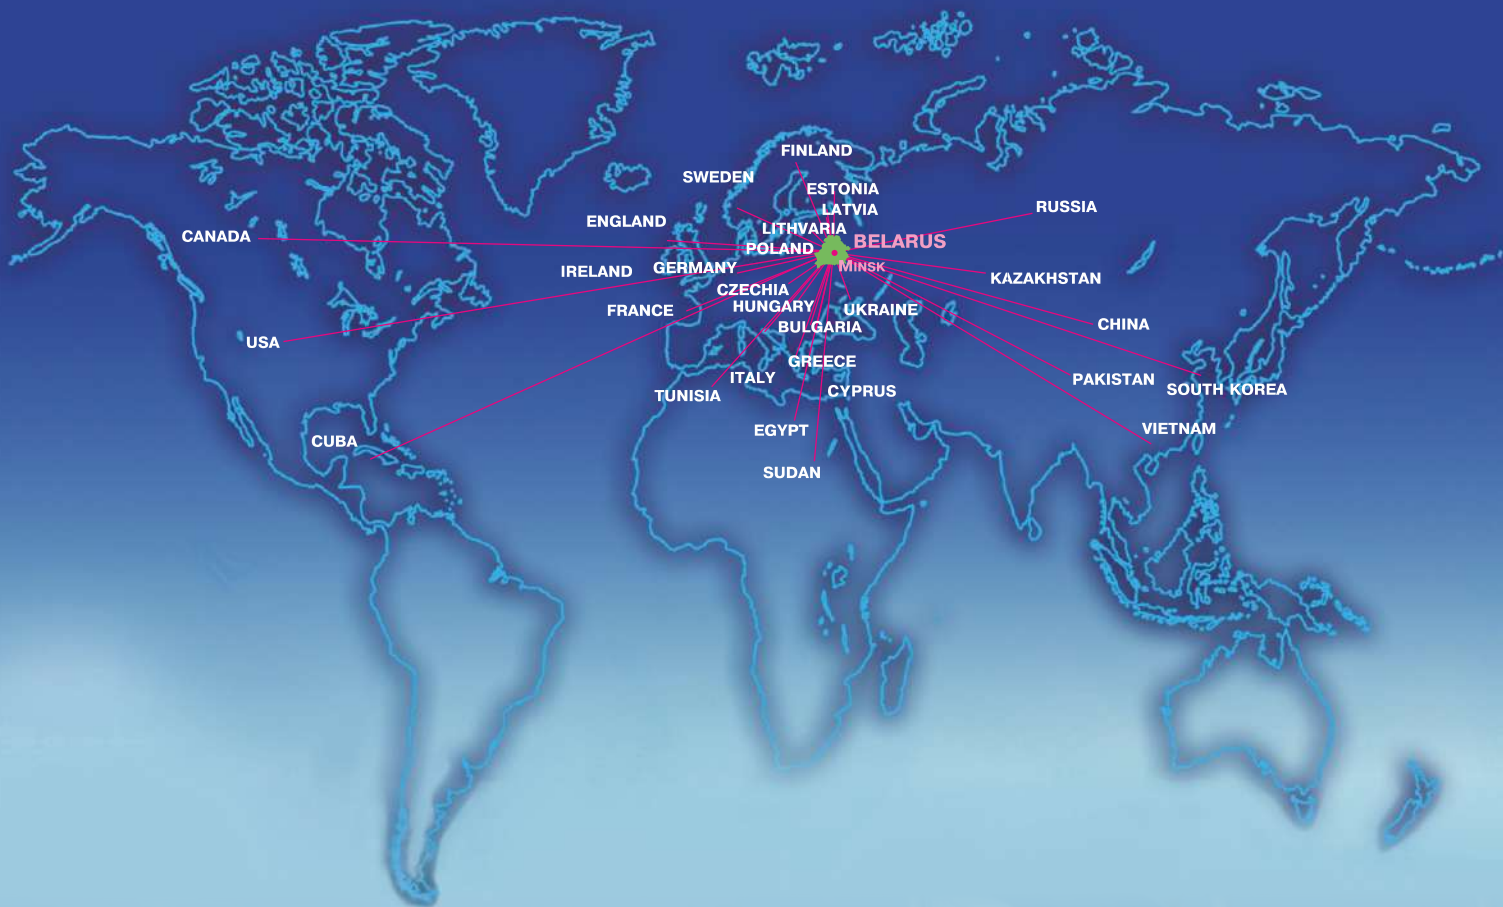 FINLAND
SWEDEN
ESTONIA
LATVIA
RUSSIA
ENGLAND
LITHVARIA
CANADA
POLAND
BELARUS
IRELAND
GERMANY
MINSK
KAZAKHSTAN
CZECHIA
FRANCE
HUNGARY
UKRAINE
BULGARIA
CHINA
USA
GREECE
ITALY
PAKISTAN
TUNISIA
CYPRUS
SOUTH KOREA
EGYPT
VIETNAM
CUBA
SUDAN